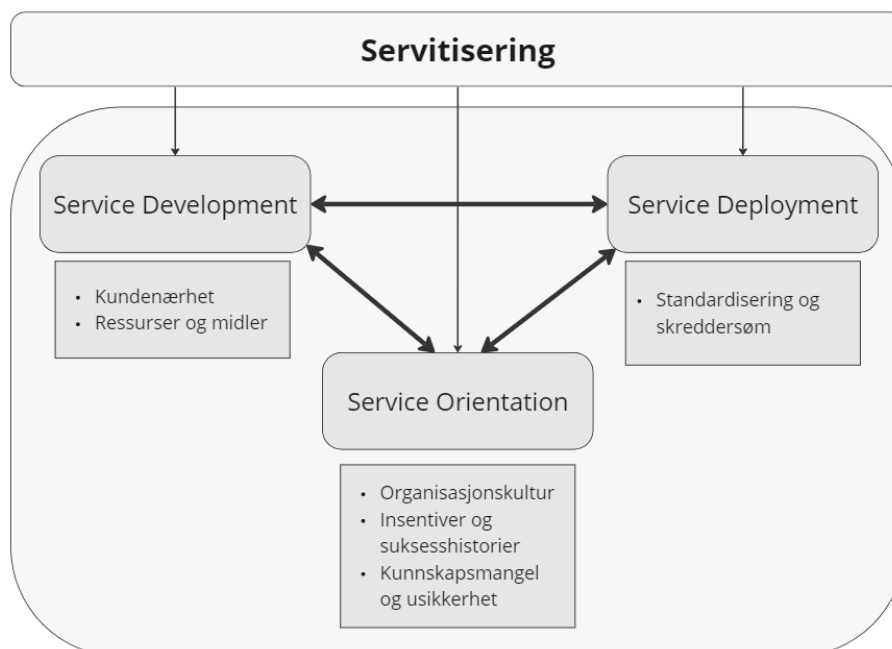 Servitisering
Service Development
Service Deployment
• Kundenærhet
• Ressurser og midler
• Standardisering og
skreddersøm
Service Orientation
• Organisasjonskultur
• Insentiver og
suksesshistorier
• Kunnskapsmangel
og usikkerhet